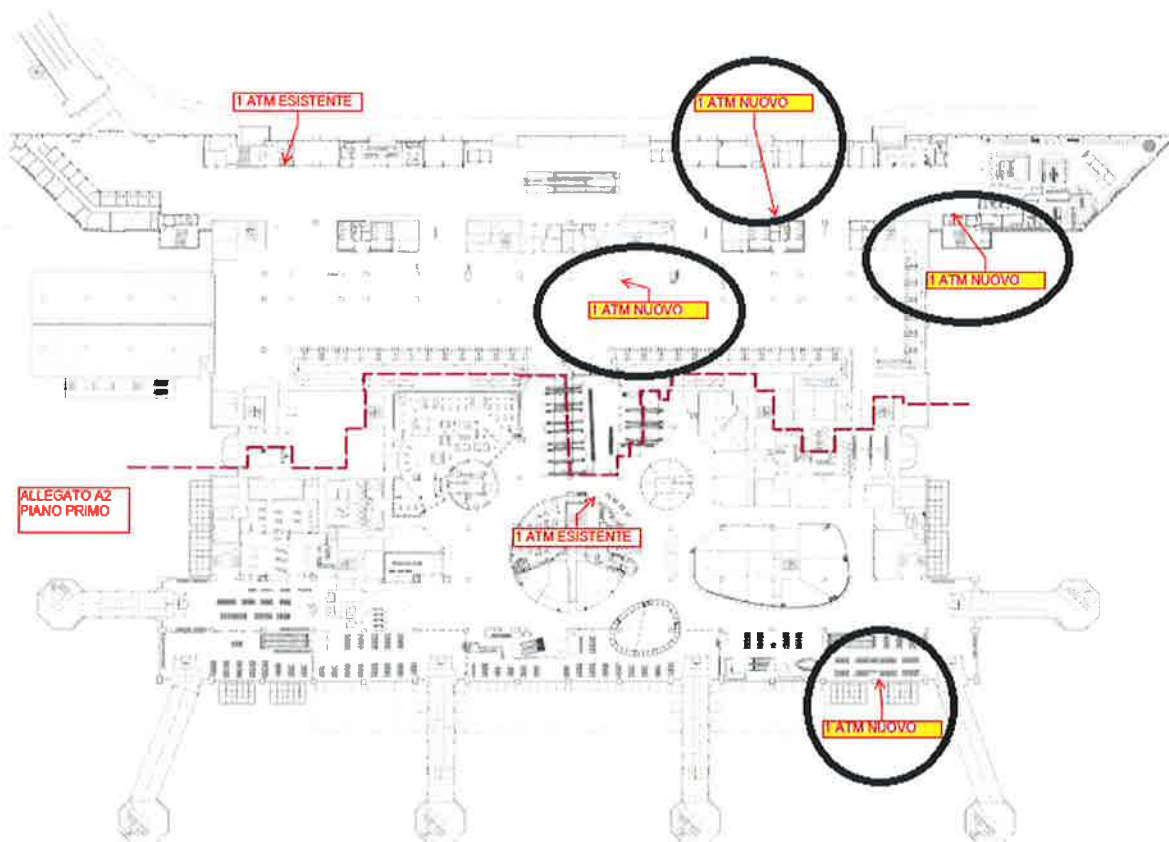 1 ATM ESISTENTE
1 ATM NUOVO
1 ATM NUOVO
1 ATM NUOVO
ALLEGATO A2
PIANO PRIMO
1 ATM ESISTENTE
1 ATM NUOVO